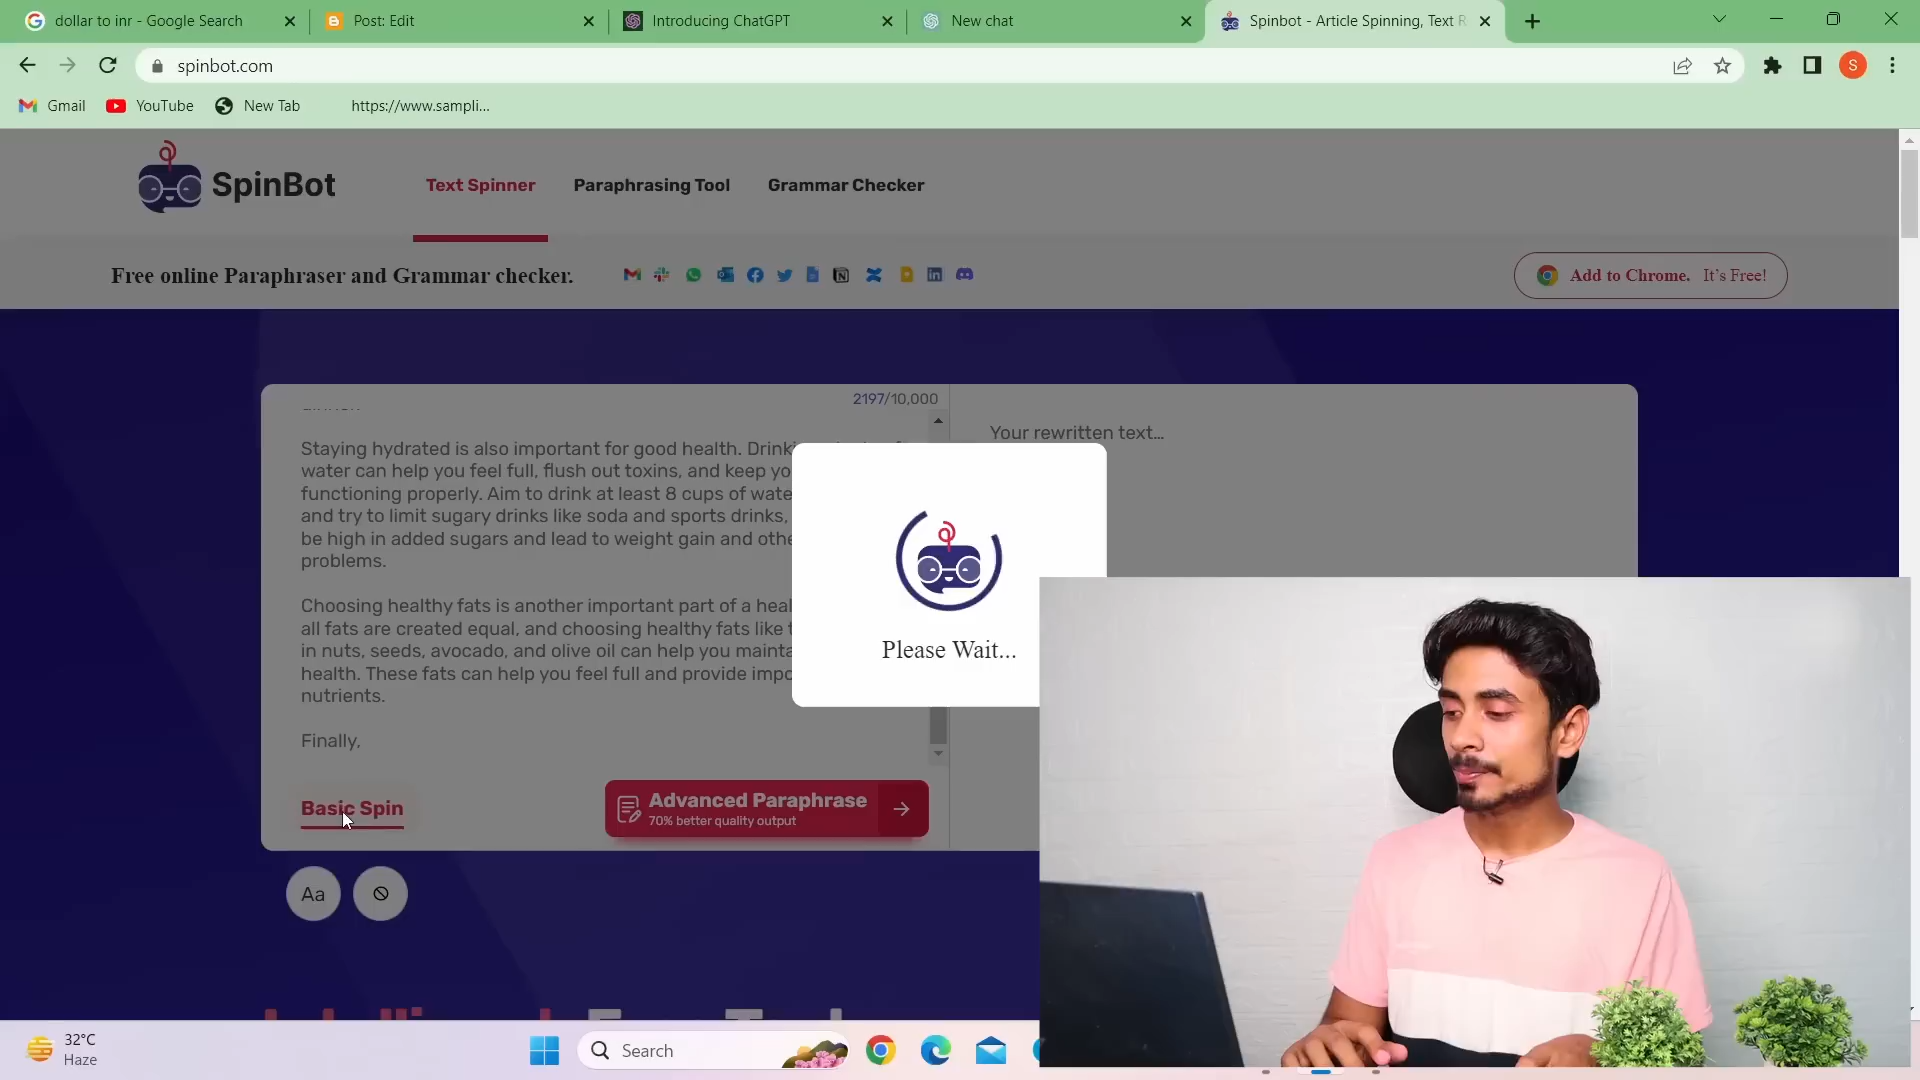 dollar to inr - Google Search
Post: Edit
Introducing ChatGPT
New chat
Spinbot - Article Spinning, Text R
spinbot.com
S
Gmail
YouTube
New Tab
https://www.sampli...
SpinBot
Text Spinner
Paraphrasing Tool
Grammar Checker
Free online Paraphraser and Grammar checker.
Add to Chrome. It's Free!
2197/10,000
Staying hydrated is also important for good health. Drink
water can help you feel full, flush out toxins, and keep yo
functioning properly. Aim to drink at least 8 cups of wate
and try to limit sugary drinks like soda and sports drinks,
be high in added sugars and lead to weight gain and othe
problems.
Choosing healthy fats is another important part of a heal
all fats are created equal, and choosing healthy fats like t
in nuts, seeds, avocado, and olive oil can help you mainta
health. These fats can help you feel full and provide impo
nutrients.
Finally,
Your rewritten text...
Please Wait...
Basic Spin
Advanced Paraphrase
70% better quality output
Aa
32°C
Haze
Search